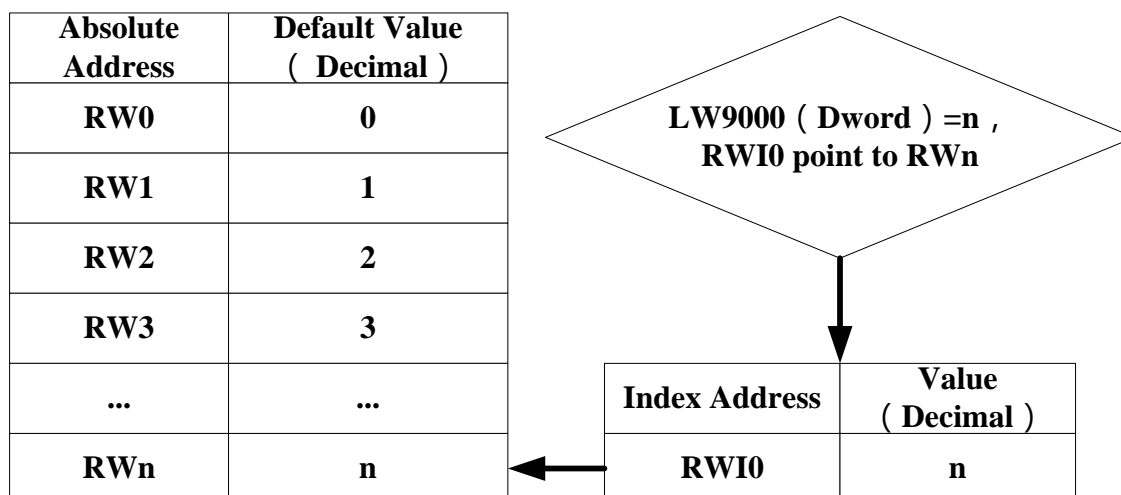 Absolute Address
Default Value
( Decimal )
RW0
0
RW1
1
RW2
2
RW3
3
...
...
RWn
n
LW9000 ( Dword ) =n ,
RWI0 point to RWn
Index Address
Value
( Decimal )
RWI0
n